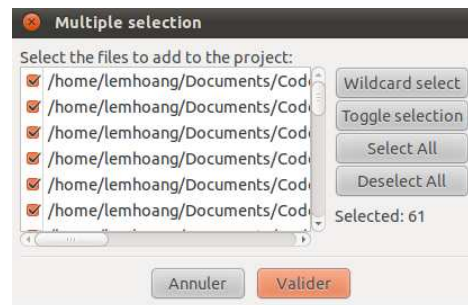 Multiple selection
Select the files to add to the project:
/home/lemhoang/Documents/Cod
/home/lemhoang/Documents/Cod
/home/lemhoang/Documents/Cod
/home/lemhoang/Documents/Cod
/home/lemhoang/Documents/Cod
/home/lemhoang/Documents/Cod
Wildcard select
Toggle selection
Select All
Deselect All
Selected: 61
Annuler
Valider